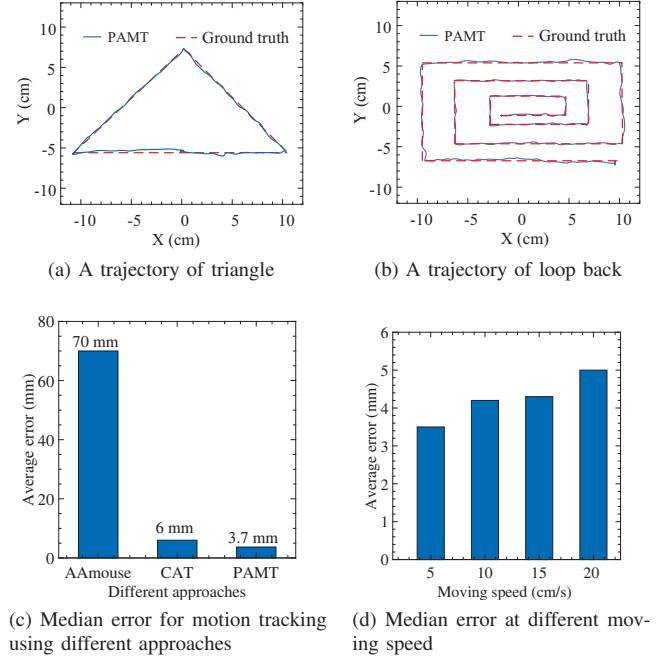 PAMT Ground truth
10
5
0
-5
-10
Y (cm)
-10 -5 0 5 10
X (cm)
(a) A trajectory of triangle
PAMT Ground truth
10
5
0
-5
-10
Y (cm)
-10 -5 0 5 10
X (cm)
(b) A trajectory of loop back
80
60
40
20
0
Average error (mm)
70 mm
6 mm
3.7 mm
AAmouse CAT PAMT
Different approaches
(c) Median error for motion tracking
using different approaches
6
5
4
3
2
1
0
Average error (mm)
5 10 15 20
Moving speed (cm/s)
(d) Median error at different mov-
ing speed